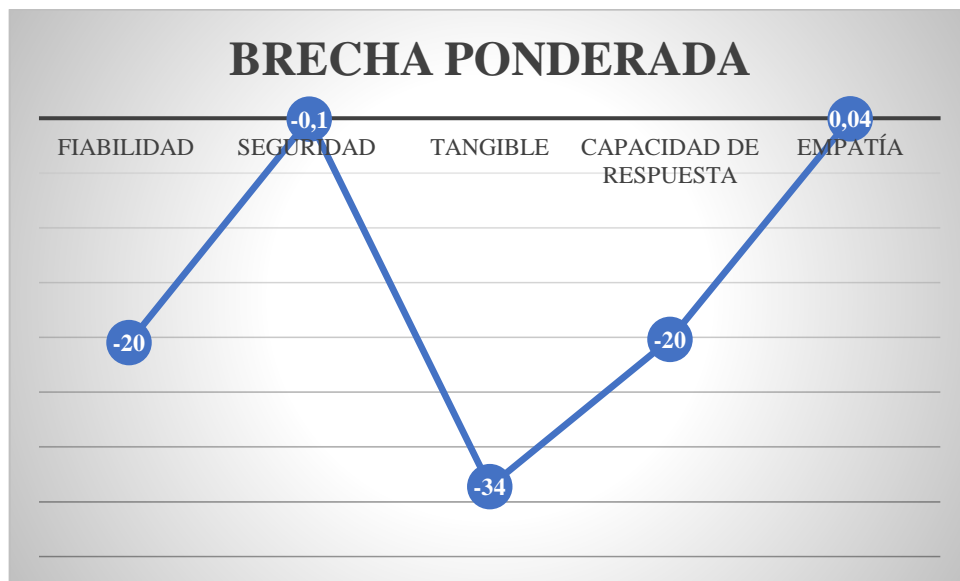 BRECHA PONDERADA
-0,1
0,04
FIABILIDAD
SEGURIDAD
TANGIBLE
CAPACIDAD DE
RESPUESTA
EMPATÍA
-20
-20
-34